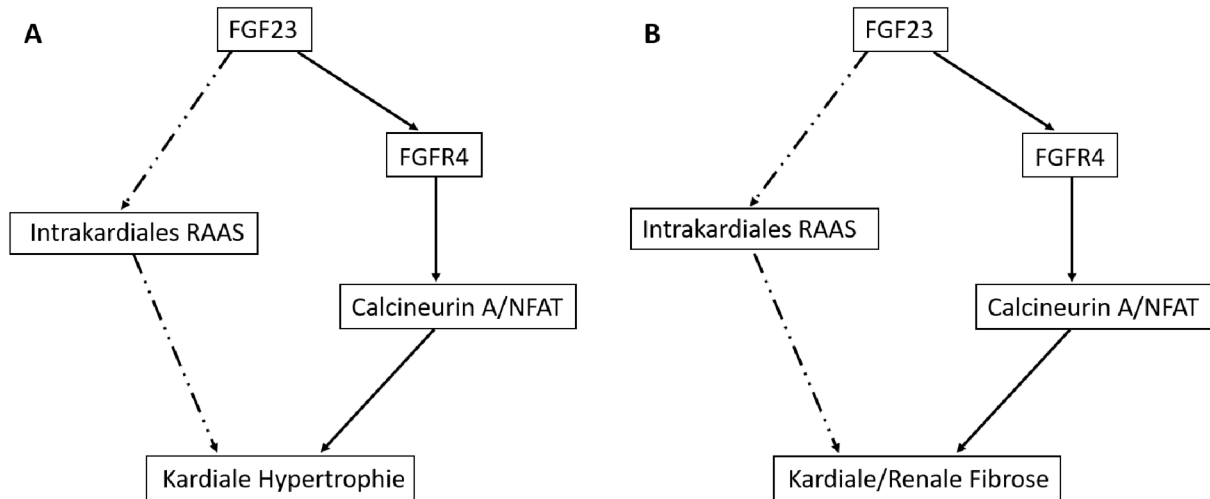 A
FGF23
FGFR4
Intrakardiales RAAS
Calcineurin A/NFAT
Kardiale Hypertrophie
B
FGF23
FGFR4
Intrakardiales RAAS
Calcineurin A/NFAT
Kardiale/Renale Fibrose